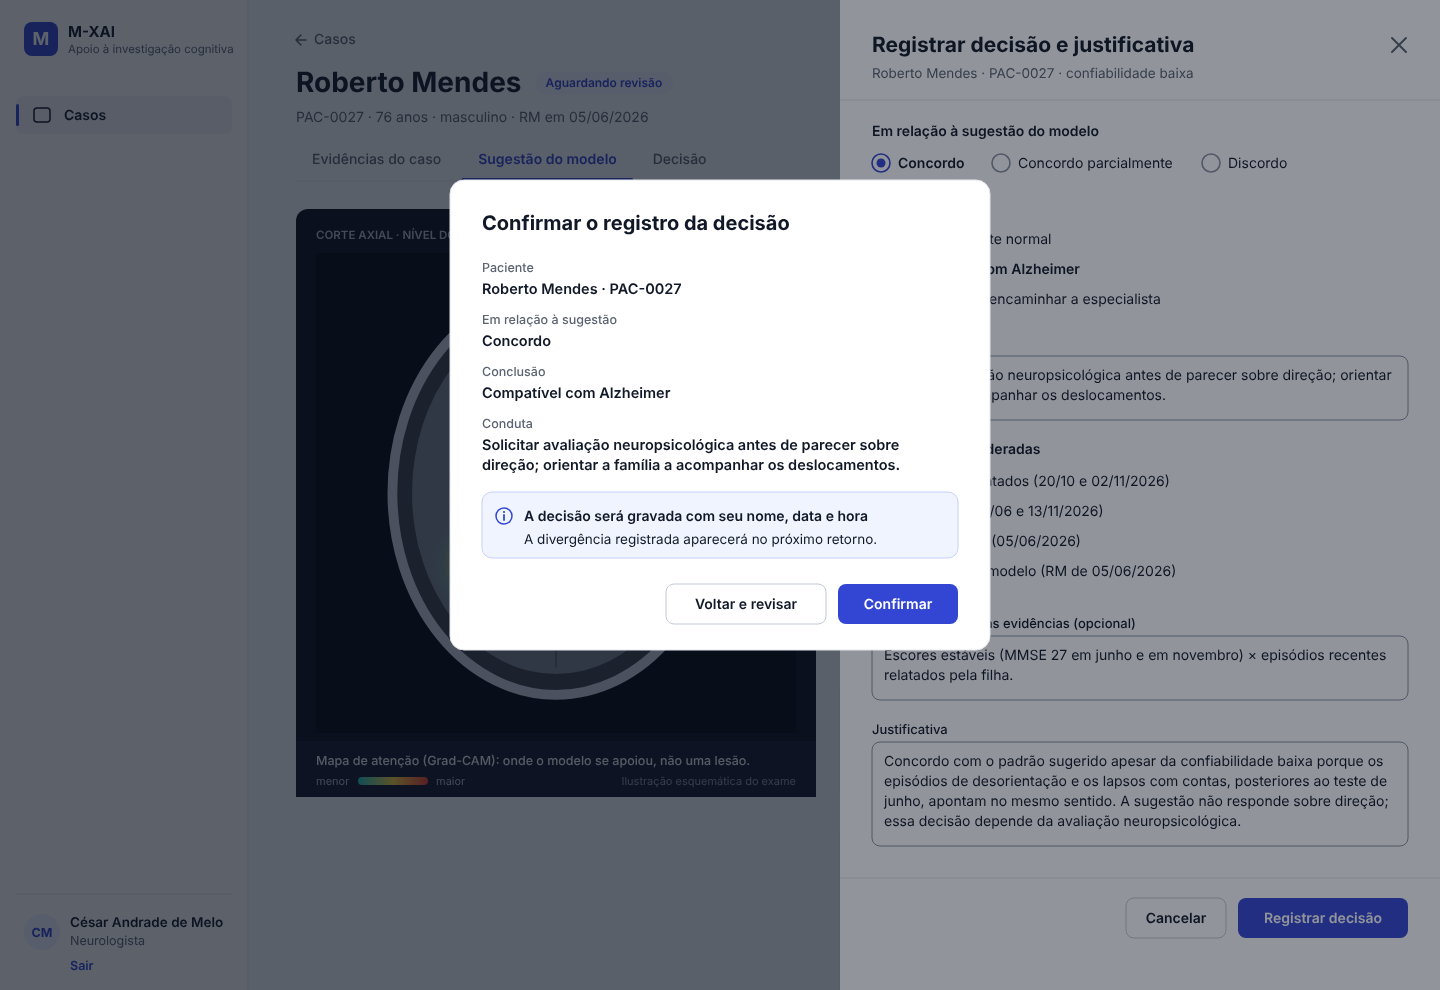 M
M-XAI
Apoio à investigação cognitiva
Casos
César Andrade de Melo
CM
Neurologista
Sair
Casos
Roberto Mendes
Aguardando revisão
PAC-0027 · 76 anos · masculino · RM em 05/06/2026
Evidências do caso
Sugestão do modelo
Decisão
CORTE AXIAL · NÍVEL
Mapa de atenção (Grad-CAM): onde o modelo se apoiou, não uma lesão.
menor
maior
Ilustração esquemática do exame
Confirmar o registro da decisão
Paciente
Roberto Mendes · PAC-0027
Em relação à sugestão
Concordo
Conclusão
Compatível com Alzheimer
Conduta
Solicitar avaliação neuropsicológica antes de parecer sobre
direção; orientar a família a acompanhar os deslocamentos.
A decisão será gravada com seu nome, data e hora
A divergência registrada aparecerá no próximo retorno.
Voltar e revisar
Confirmar
Registrar decisão e justificativa
Roberto Mendes · PAC-0027 · confiabilidade baixa
Em relação à sugestão do modelo
Concordo
Concordo parcialmente
Discordo
te normal
om Alzheimer
encaminhar a especialista
ão neuropsicológica antes de parecer sobre direção; orientar
panhar os deslocamentos.
deradas
tados (20/10 e 02/11/2026)
/06 e 13/11/2026)
(05/06/2026)
modelo (RM de 05/06/2026)
as evidências (opcional)
Escores estáveis (MMSE 27 em junho e em novembro) × episódios recentes
relatados pela filha.
Justificativa
Concordo com o padrão sugerido apesar da confiabilidade baixa porque os
episódios de desorientação e os lapsos com contas, posteriores ao teste de
junho, apontam no mesmo sentido. A sugestão não responde sobre direção;
essa decisão depende da avaliação neuropsicológica.
Cancelar
Registrar decisão